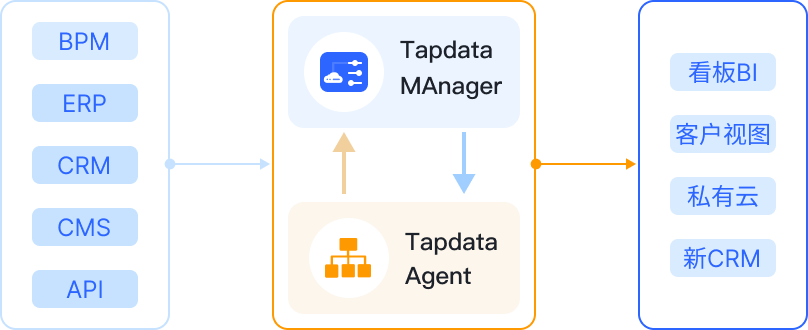 BPM
ERP
CRM
CMS
API
Tapdata
MAnager
Tapdata
Agent
看板BI
客户视图
私有云
新CRM